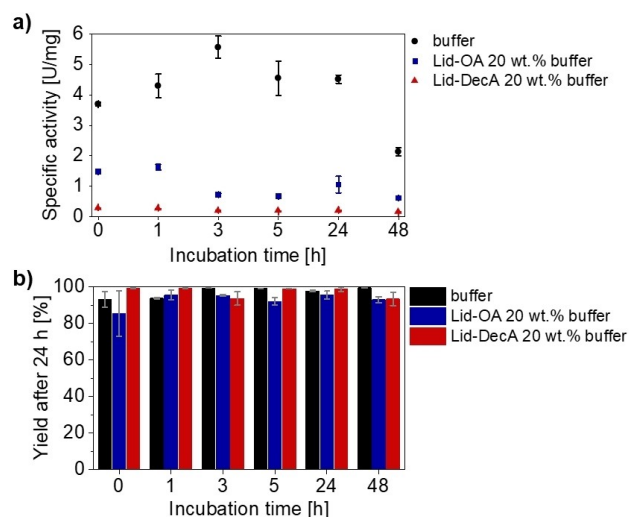 a)
Specific activity [U/mg]
6
5
4
3
2
1
0
0 1 3 5 24 48
Incubation time [h]
buffer
Lid-OA 20 wt.% buffer
Lid-DecA 20 wt.% buffer
b)
Yield after 24 h [%]
100
80
60
40
20
0
0 1 3 5 24 48
Incubation time [h]
buffer
Lid-OA 20 wt.% buffer
Lid-DecA 20 wt.% buffer